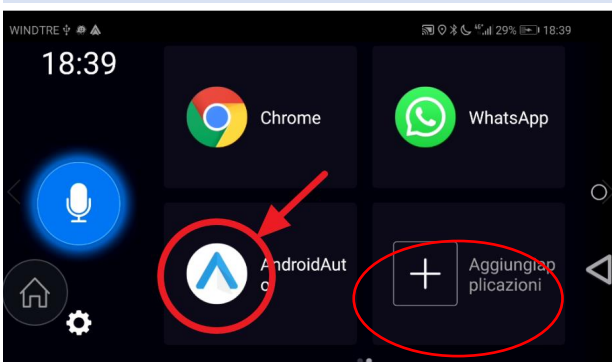 WINDTRE
29% 18:39
18:39
Chrome
WhatsApp
AndroidAut
o
Aggiungiap
plicazioni